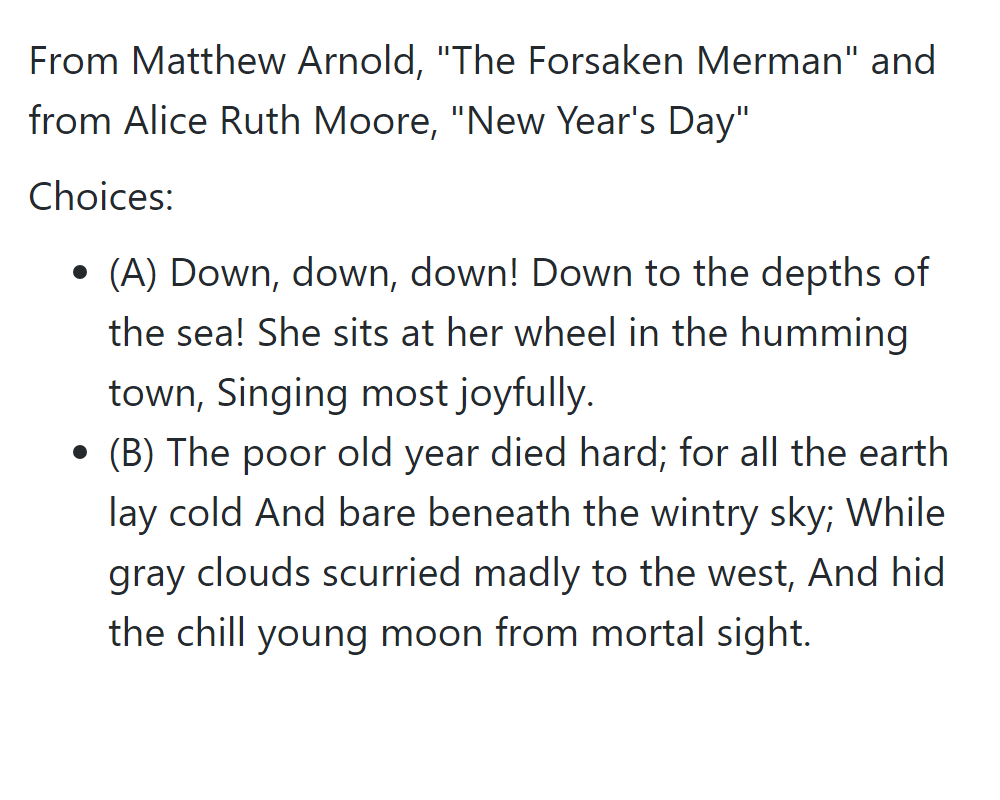 From Matthew Arnold, "The Forsaken Merman" and
from Alice Ruth Moore, "New Year's Day"
Choices:
• (A) Down, down, down! Down to the depths of
the sea! She sits at her wheel in the humming
town, Singing most joyfully.
• (B) The poor old year died hard; for all the earth
lay cold And bare beneath the wintry sky; While
gray clouds scurried madly to the west, And hid
the chill young moon from mortal sight.